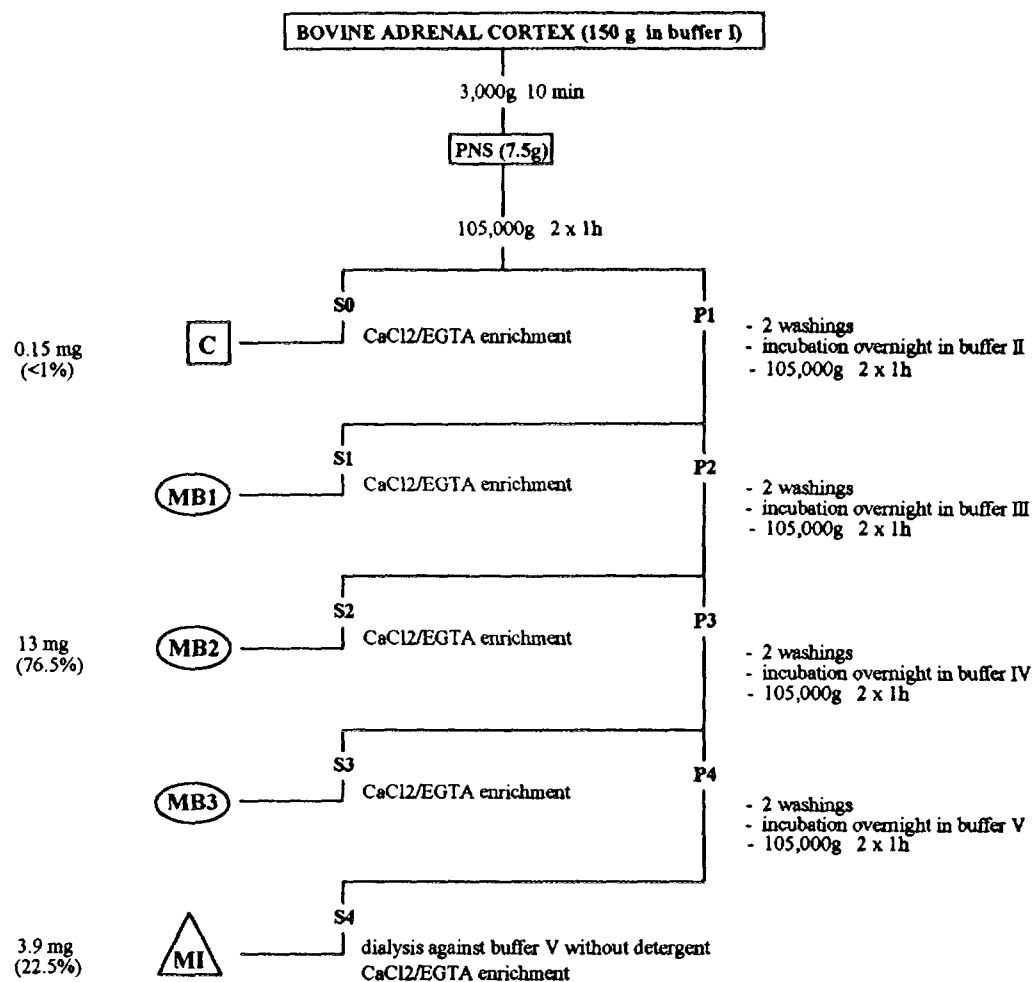 BOVINE ADRENAL CORTEX (150 g in buffer I)
3,000g 10 min
PNS (7.5g)
105,000g 2 x 1h
S0
P1
0.15 mg
(<1%)
C
CaCl2/EGTA enrichment
- 2 washings
- incubation overnight in buffer II
- 105,000g 2 x 1h
S1
P2
MB1
CaCl2/EGTA enrichment
- 2 washings
- incubation overnight in buffer III
- 105,000g 2 x 1h
S2
P3
13 mg
(76.5%)
MB2
CaCl2/EGTA enrichment
- 2 washings
- incubation overnight in buffer IV
- 105,000g 2 x 1h
S3
P4
MB3
CaCl2/EGTA enrichment
- 2 washings
- incubation overnight in buffer V
- 105,000g 2 x 1h
S4
3.9 mg
(22.5%)
MI
dialysis against buffer V without detergent
CaCl2/EGTA enrichment